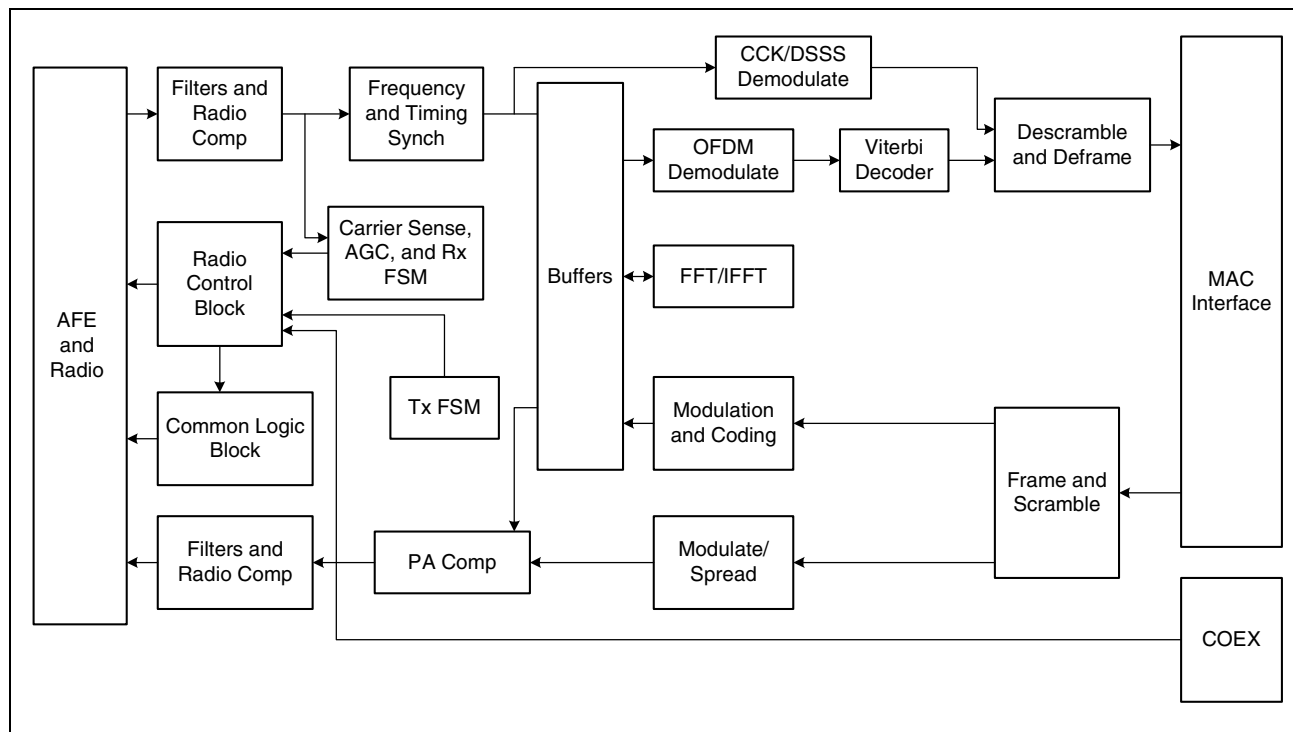 CCK/DSSS
Demodulate
Filters and
Radio
Comp
Frequency
and Timing
Synch
Descramble
and Deframe
OFDM
Demodulate
Viterbi
Decoder
Carrier Sense,
AGC, and Rx
FSM
Radio
Control
Block
Buffers
FFT/IFFT
MAC
Interface
AFE
and
Radio
Tx FSM
Modulation
and Coding
Common Logic
Block
Frame and
Scramble
Filters and
Radio Comp
PA Comp
Modulate/
Spread
COEX